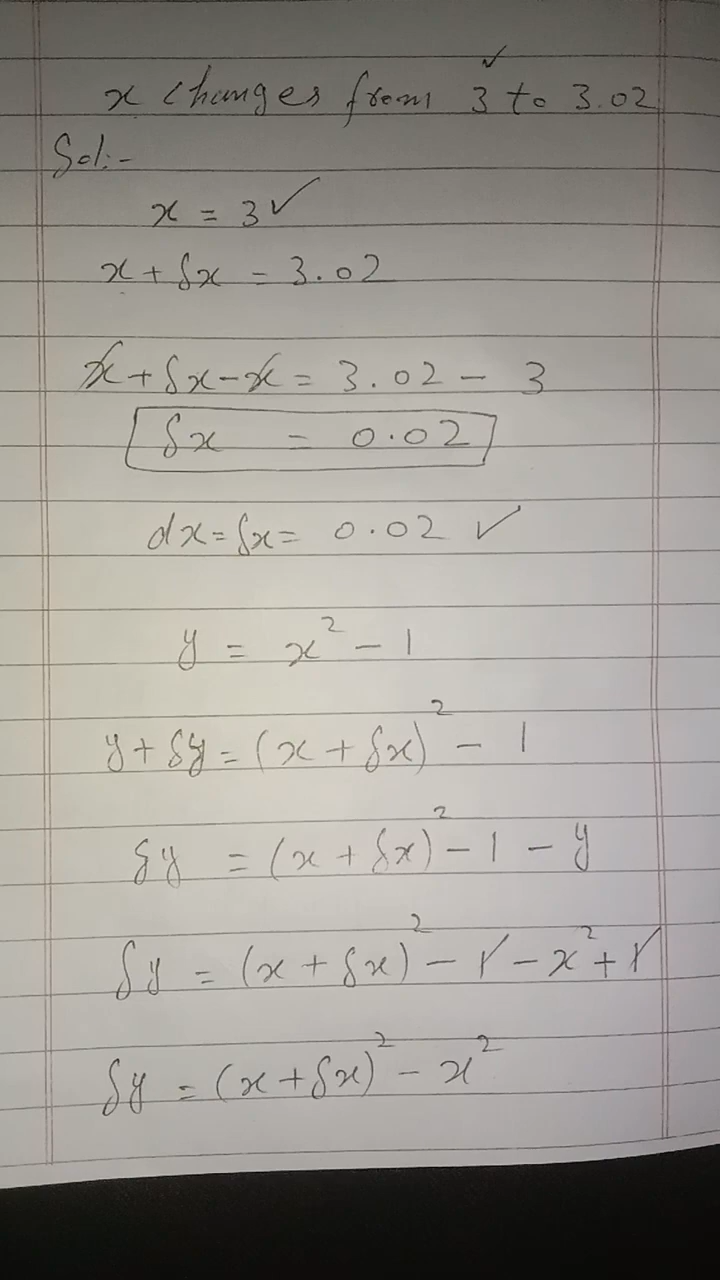 x changes from 3 to 3.02
Sol:-
x = 3 ✓
x + δx = 3.02
x + δx - x = 3.02 - 3
δx = 0.02
dx = δx = 0.02 ✓
y = x² - 1
y + δy = (x + δx)² - 1
δy = (x + δx)² - 1 - y
δy = (x + δx)² - 1 - x² + 1
δy = (x + δx)² - x²